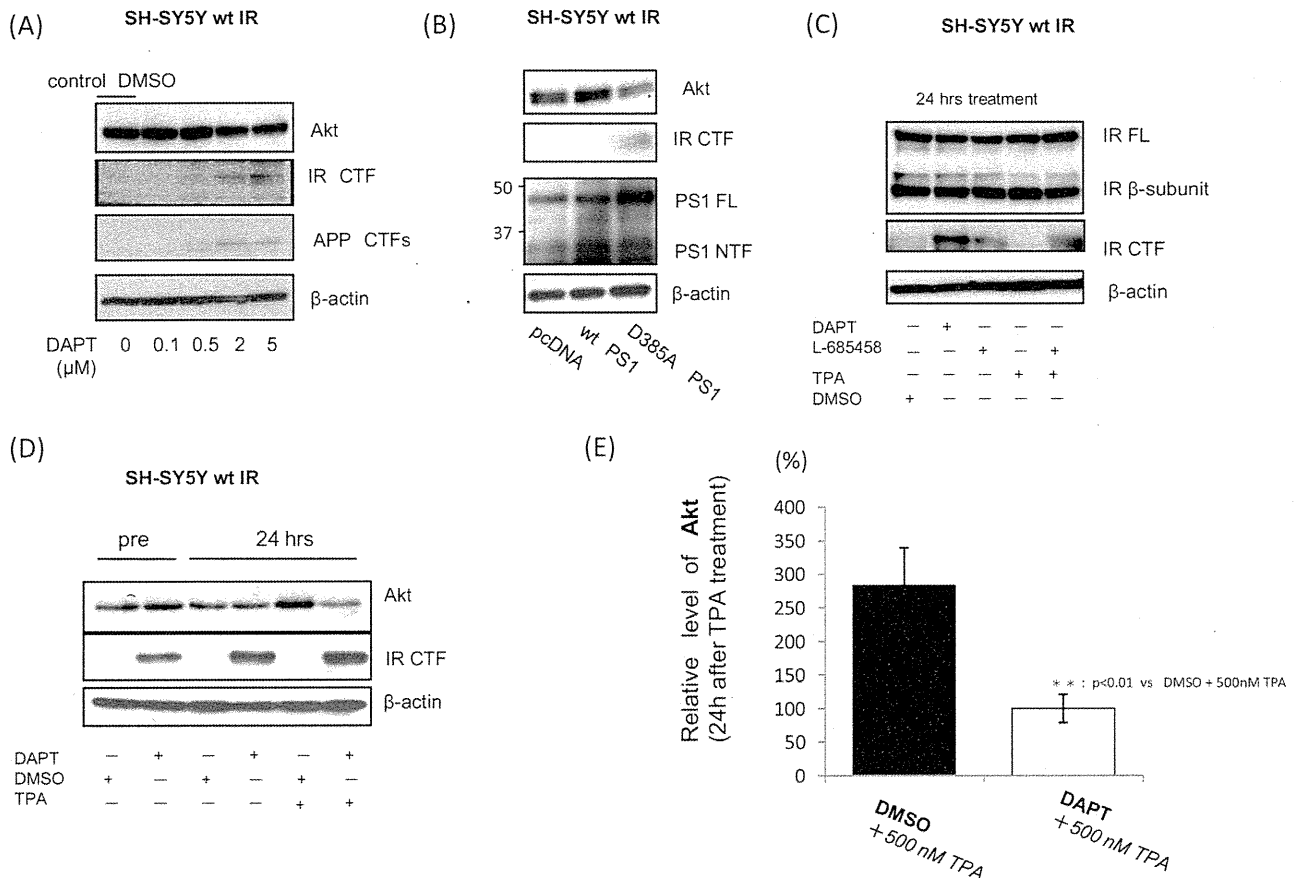 (A)
SH-SY5Y wt IR
control DMSO
Akt
IR CTF
APP CTFs
β-actin
DAPT 0 0.1 0.5 2 5
(μM)
(B)
SH-SY5Y wt IR
Akt
IR CTF
50
PS1 FL
37
PS1 NTF
β-actin
pcDNA
wt PS1
D385A PS1
(C)
SH-SY5Y wt IR
24 hrs treatment
IR FL
IR β-subunit
IR CTF
β-actin
DAPT — + — — —
L-685458 — — + — +
TPA — — — + +
DMSO + — — — —
(D)
SH-SY5Y wt IR
pre 24 hrs
Akt
IR CTF
β-actin
DAPT — + — + — +
DMSO + — + — + —
TPA — — — — + +
(E)
(%)
Relative level of Akt
(24h after TPA treatment)
400
350
300
250
200
150
100
50
0
** : p<0.01 vs DMSO + 500nM TPA
DMSO
+ 500 nM TPA
DAPT
+ 500 nM TPA